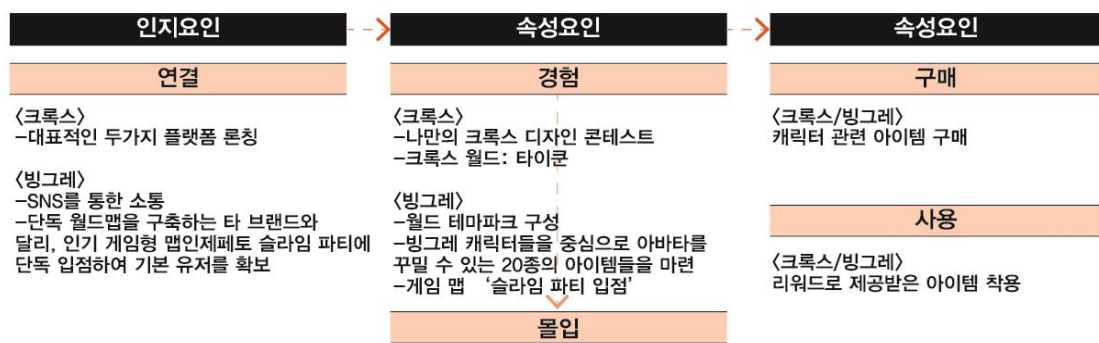 인지요인
연결
〈크록스〉
-대표적인 두가지 플랫폼 론칭
〈빙그레〉
-SNS를 통한 소통
-단독 월드맵을 구축하는 타 브랜드와
달리, 인기 게임형 맵인제페토 슬라임 파티에
단독 입점하여 기본 유저를 확보
속성요인
경험
〈크록스〉
-나만의 크록스 디자인 콘테스트
-크록스 월드: 타이쿤
〈빙그레〉
-월드 테마파크 구성
-빙그레 캐릭터들을 중심으로 아바타를
꾸밀 수 있는 20종의 아이템들을 마련
-게임 맵 ‘슬라임 파티 입점’
몰입
속성요인
구매
〈크록스/빙그레〉
캐릭터 관련 아이템 구매
사용
〈크록스/빙그레〉
리워드로 제공받은 아이템 착용